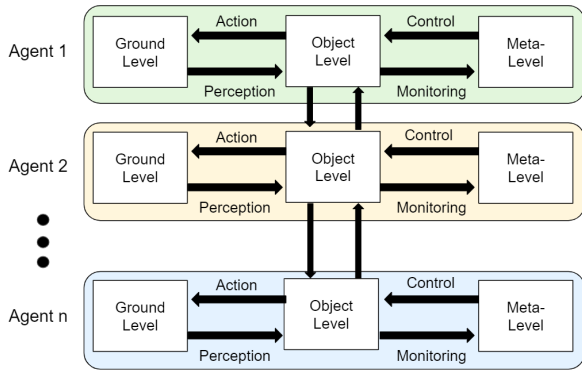 Agent 1
Ground
Level
Action
Perception
Object
Level
Control
Monitoring
Meta-
Level
Agent 2
Ground
Level
Action
Perception
Object
Level
Control
Monitoring
Meta-
Level
Agent n
Ground
Level
Action
Perception
Object
Level
Control
Monitoring
Meta-
Level